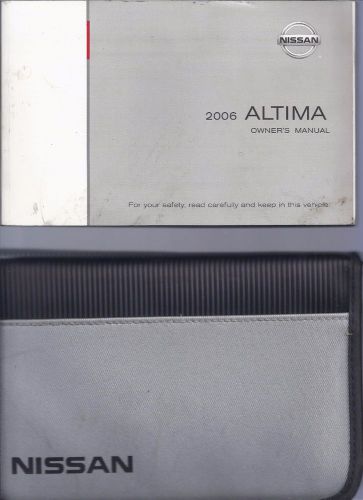 NISSAN
2006 ALTIMA
OWNER'S MANUAL
For your safety, read carefully and keep in this vehicle.
NISSAN